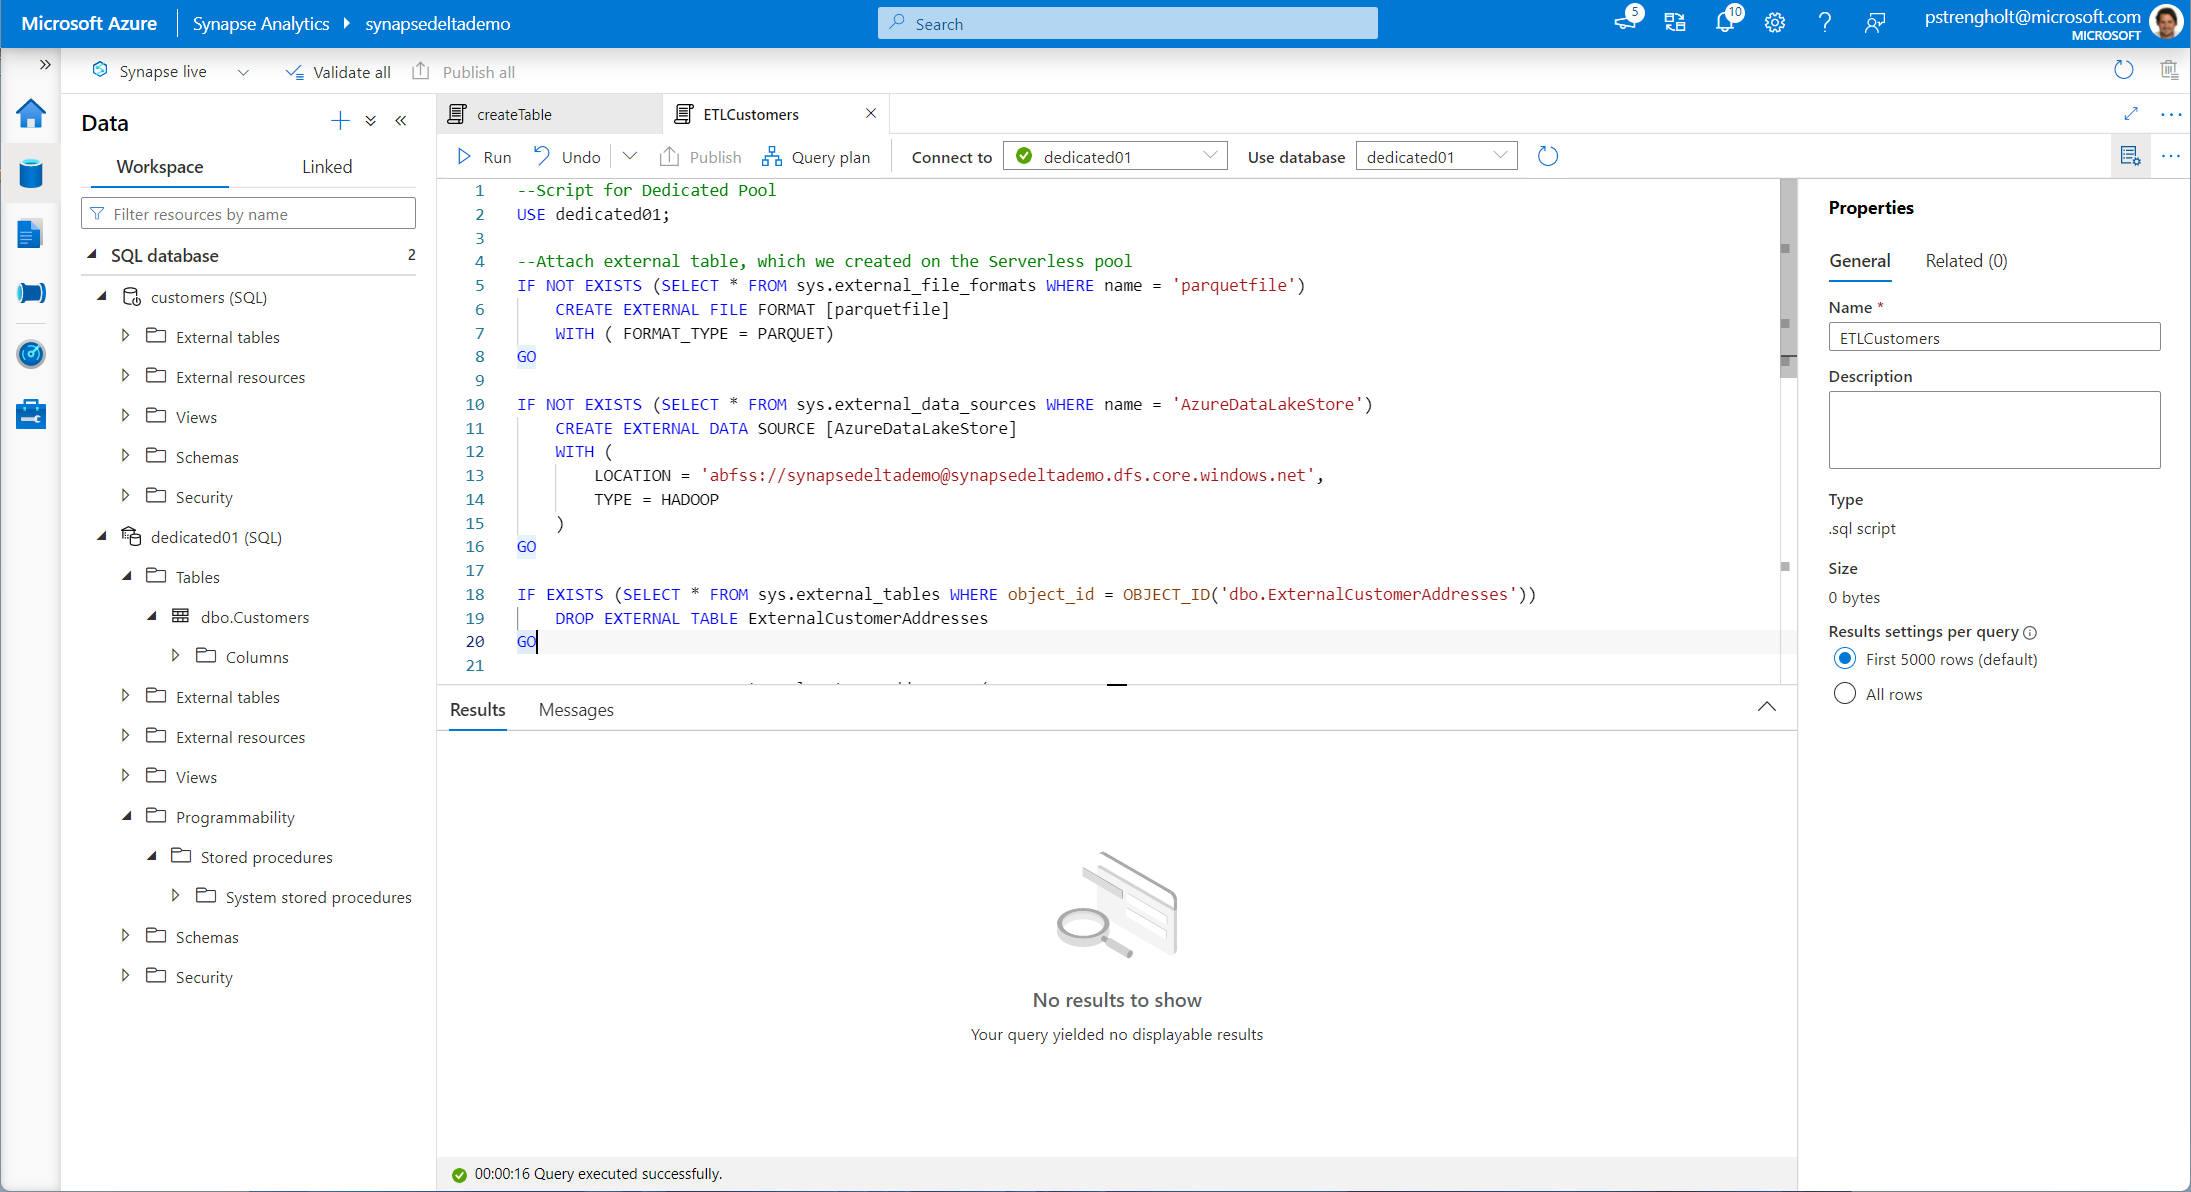 Microsoft Azure
Synapse Analytics
synapsedeltademo
Search
5
10
pstrengholt@microsoft.com
MICROSOFT
Synapse live
Validate all
Publish all
Data
Workspace
Linked
Filter resources by name
SQL database
2
customers (SQL)
External tables
External resources
Views
Schemas
Security
dedicated01 (SQL)
Tables
dbo.Customers
Columns
External tables
External resources
Views
Programmability
Stored procedures
System stored procedures
Schemas
Security
createTable
ETLCustomers
Run
Undo
Publish
Query plan
Connect to
dedicated01
Use database
dedicated01
1 --Script for Dedicated Pool
2 USE dedicated01;
3
4 --Attach external table, which we created on the Serverless pool
5 IF NOT EXISTS (SELECT * FROM sys.external_file_formats WHERE name = 'parquetfile')
6 CREATE EXTERNAL FILE FORMAT [parquetfile]
7 WITH ( FORMAT_TYPE = PARQUET)
8 GO
9
10 IF NOT EXISTS (SELECT * FROM sys.external_data_sources WHERE name = 'AzureDataLakeStore')
11 CREATE EXTERNAL DATA SOURCE [AzureDataLakeStore]
12 WITH (
13 LOCATION = 'abfss://synapsedeltademo@synapsedeltademo.dfs.core.windows.net',
14 TYPE = HADOOP
15 )
16 GO
17
18 IF EXISTS (SELECT * FROM sys.external_tables WHERE object_id = OBJECT_ID('dbo.ExternalCustomerAddresses'))
19 DROP EXTERNAL TABLE ExternalCustomerAddresses
20 GO
21
Results
Messages
No results to show
Your query yielded no displayable results
00:00:16 Query executed successfully.
Properties
General
Related (0)
Name *
ETLCustomers
Description
Type
.sql script
Size
0 bytes
Results settings per query
First 5000 rows (default)
All rows